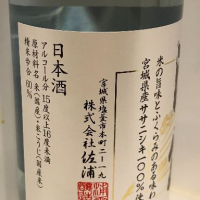 米の旨味とふくらみのある味わ
宮城県産ササニシキ100%使
宮城県塩釜市本町二ー一九
株式会社佐浦
日本酒
アルコール分 15度以上16度未満
原材料名 米(国産)・米こうじ(国産米)
精米歩合 60%